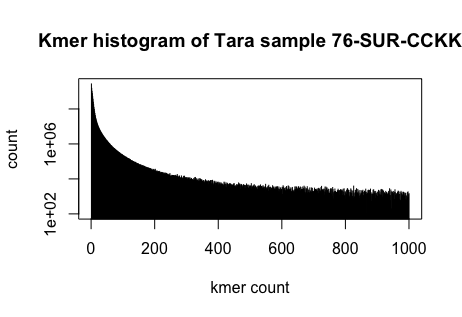 Kmer histogram of Tara sample 76-SUR-CCKK
count
1e+06
1e+02
0
200
400
600
800
1000
kmer count